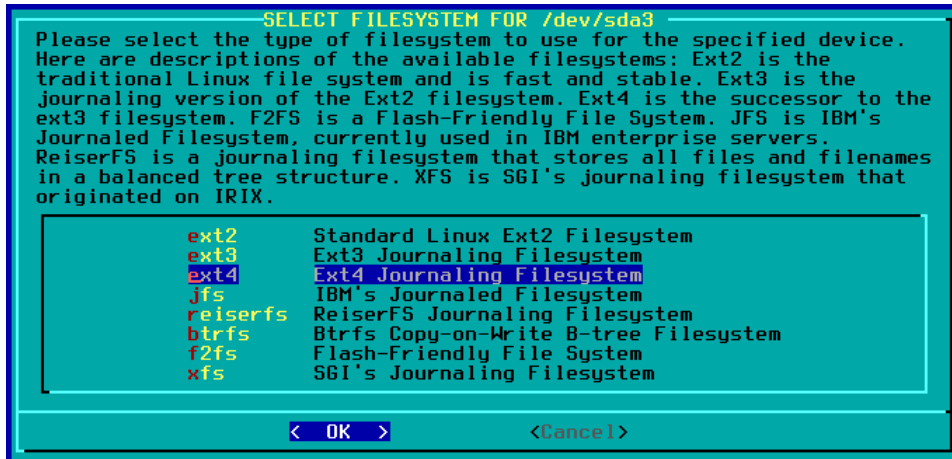 SELECT FILESYSTEM FOR /dev/sda3
Please select the type of filesystem to use for the specified device.
Here are descriptions of the available filesystems: Ext2 is the
traditional Linux file system and is fast and stable. Ext3 is the
journaling version of the Ext2 filesystem. Ext4 is the successor to the
ext3 filesystem. F2FS is a Flash-Friendly File System. JFS is IBM's
Journaled Filesystem, currently used in IBM enterprise servers.
ReiserFS is a journaling filesystem that stores all files and filenames
in a balanced tree structure. XFS is SGI's journaling filesystem that
originated on IRIX.
ext2 Standard Linux Ext2 Filesystem
ext3 Ext3 Journaling Filesystem
ext4 Ext4 Journaling Filesystem
jfs IBM's Journaled Filesystem
reiserfs ReiserFS Journaling Filesystem
btrfs Btrfs Copy-on-Write B-tree Filesystem
f2fs Flash-Friendly File System
xfs SGI's Journaling Filesystem
< OK > <Cancel>